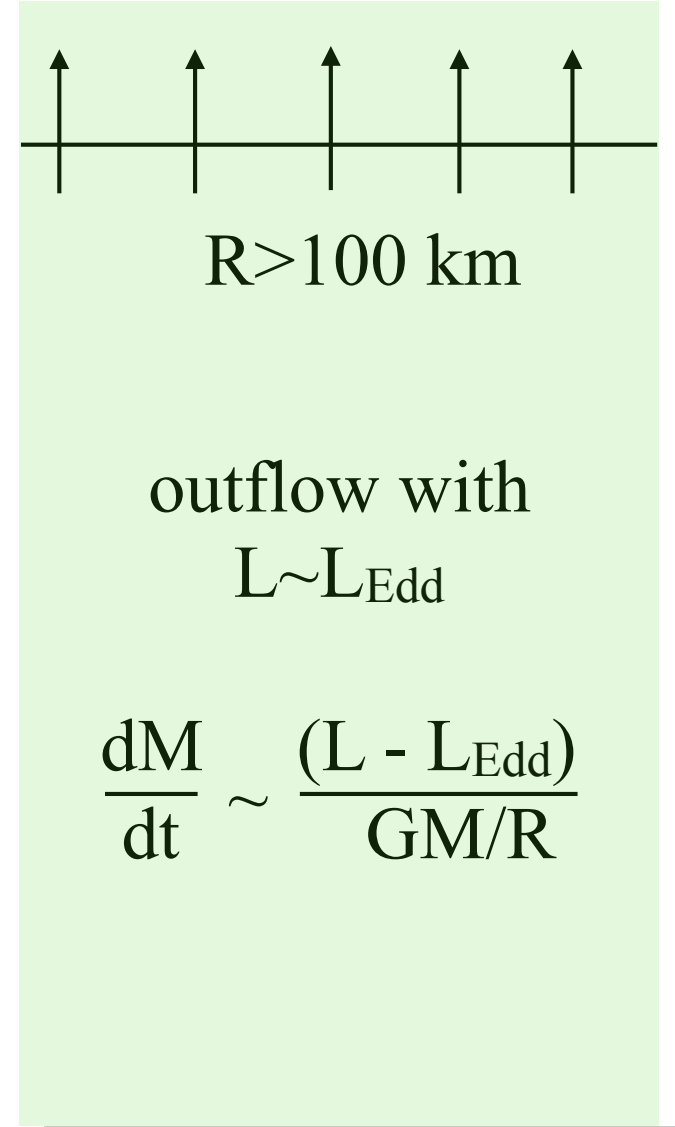 R>100 km
outflow with
L~LEdd
dM
dt
~
(L - LEdd)
GM/R